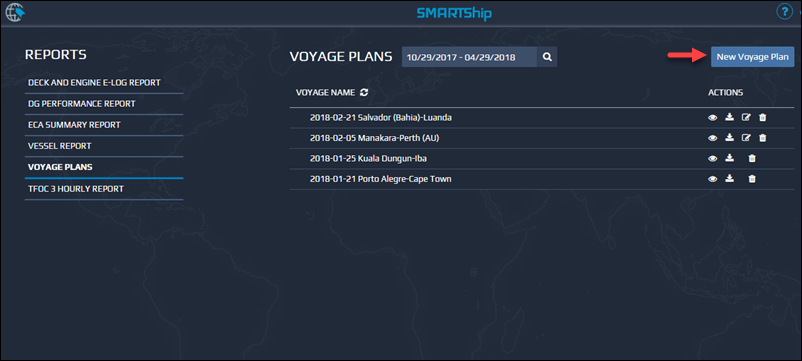 SMARTShip
?
REPORTS
DECK AND ENGINE E-LOG REPORT
DG PERFORMANCE REPORT
ECA SUMMARY REPORT
VESSEL REPORT
VOYAGE PLANS
TFOC 3 HOURLY REPORT
VOYAGE PLANS 10/29/2017 - 04/29/2018 New Voyage Plan
VOYAGE NAME ACTIONS
2018-02-21 Salvador (Bahia)-Luanda
2018-02-05 Manakara-Perth (AU)
2018-01-25 Kuala Dungun-Iba
2018-01-21 Porto Alegre-Cape Town